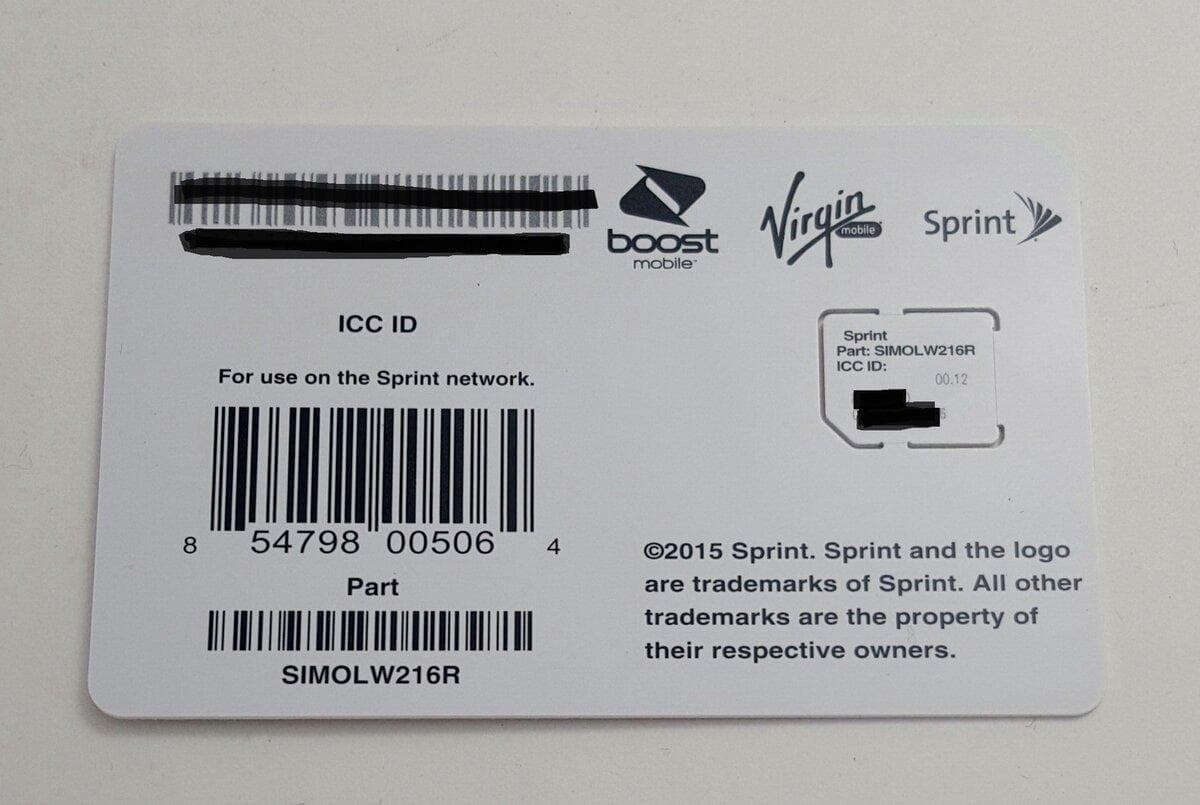 boost
mobile
Virgin
mobile
Sprint
ICC ID
For use on the Sprint network.
8 54798 00506 4
Part
SIMOLW216R
Sprint
Part: SIMOLW216R
ICC ID:
00.12
©2015 Sprint. Sprint and the logo
are trademarks of Sprint. All other
trademarks are the property of
their respective owners.